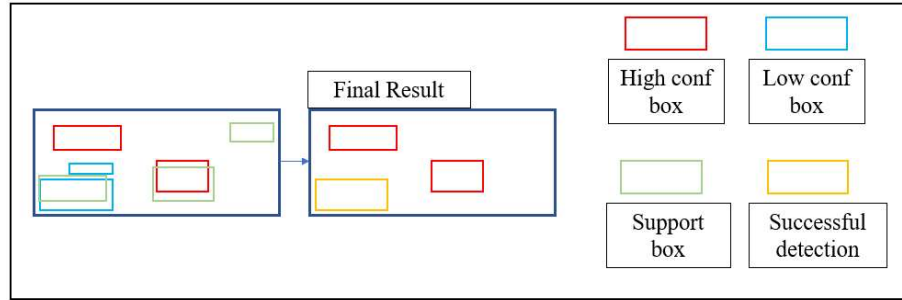 Final Result
High conf
box
Low conf
box
Support
box
Successful
detection